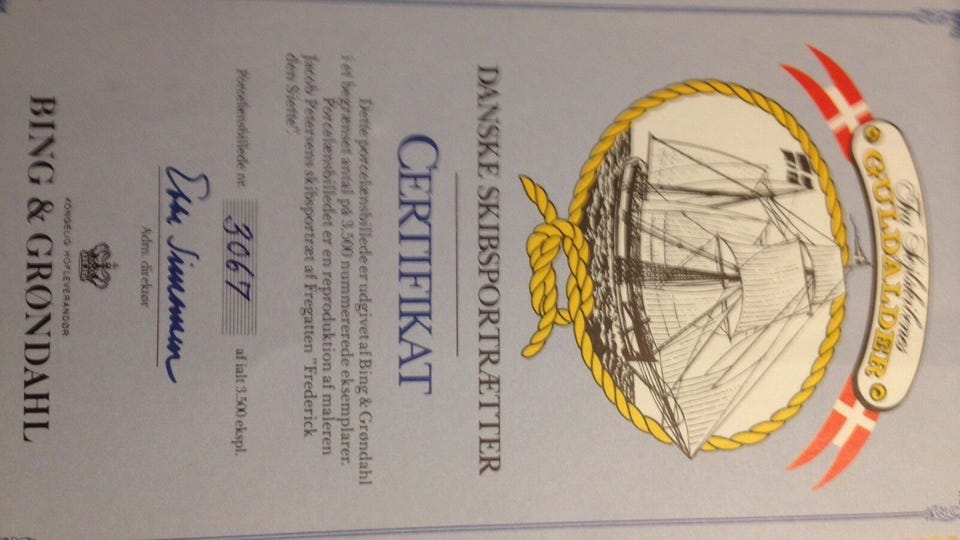 Fra Sejlskibenes
GULDALDER
DANSKE SKIBSPORTRÆTTER
CERTIFIKAT
Dette porcelænsbillede er udgivet af Bing & Grøndahl
i et begrænset antal på 3.500 nummererede eksemplarer.
Porcelænsbilledet er en reproduktion af maleren
Jacob Petersens skibsportræt af Fregatten "Frederick
den Siette".
Porcelænsbillede nr. 3067 af ialt 3.500 ekspl.
Adm. direktør
KONGELIG HOFLEVERANDØR
BING & GRØNDAHL